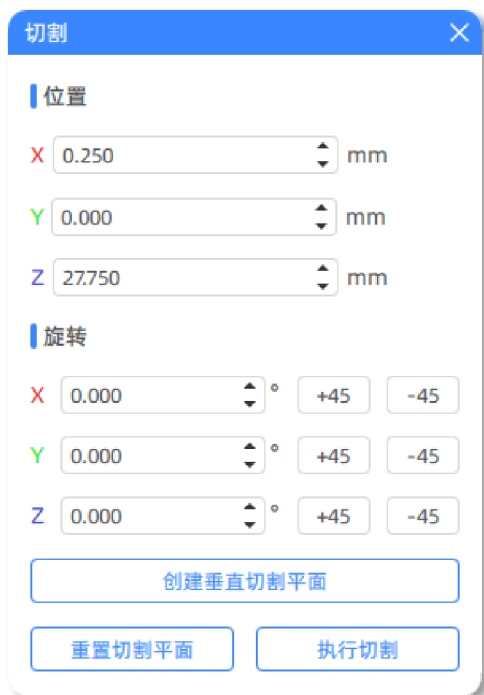 切割
位置
X 0.250 mm
Y 0.000 mm
Z 27.750 mm
旋转
X 0.000 ° +45 -45
Y 0.000 ° +45 -45
Z 0.000 ° +45 -45
创建垂直切割平面
重置切割平面 执行切割